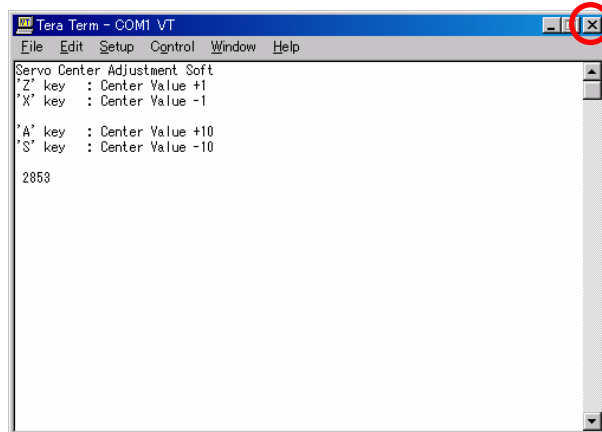 Tera Term - COM1 VT
File Edit Setup Control Window Help
Servo Center Adjustment Soft
'Z' key : Center Value +1
'X' key : Center Value -1
'A' key : Center Value +10
'S' key : Center Value -10
2853